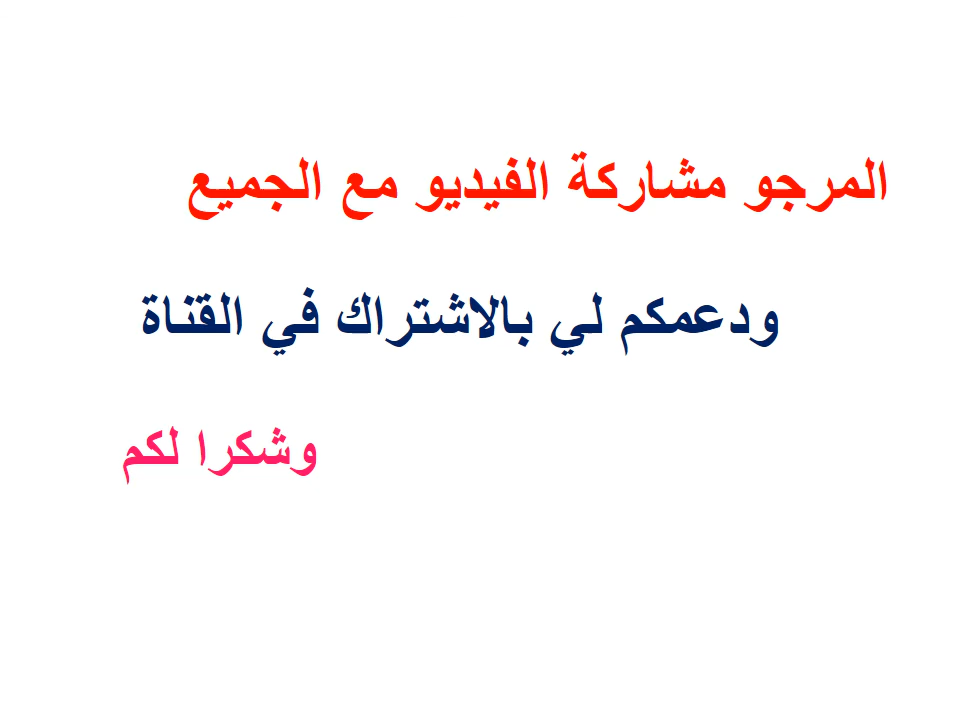 المرجو مشاركة الفيديو مع الجميع
ودعمكم لي بالاشتراك في القناة
وشكرا لكم